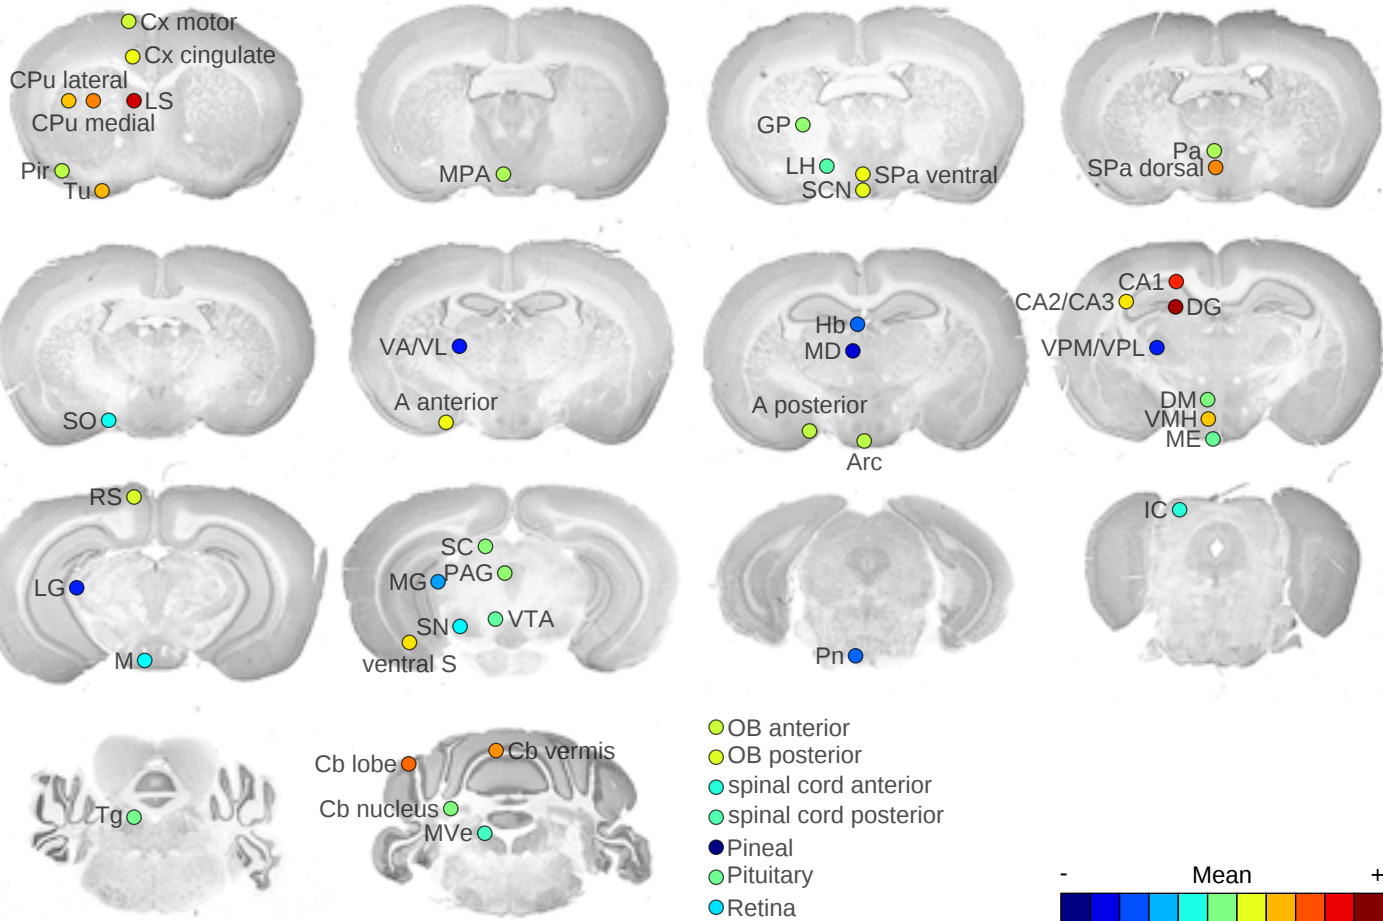 Cx motor
Cx cingulate
CPu lateral
LS
CPu medial
Pir
Tu
MPA
GP
LH
SPa ventral
SCN
Pa
SPa dorsal
SO
VA/VL
A anterior
Hb
MD
A posterior
Arc
CA1
CA2/CA3
DG
VPM/VPL
DM
VMH
ME
RS
LG
M
SC
MG
PAG
SN
VTA
ventral S
Pn
IC
Tg
Cb lobe
Cb vermis
Cb nucleus
MVe
OB anterior
OB posterior
spinal cord anterior
spinal cord posterior
Pineal
Pituitary
Retina
- Mean +